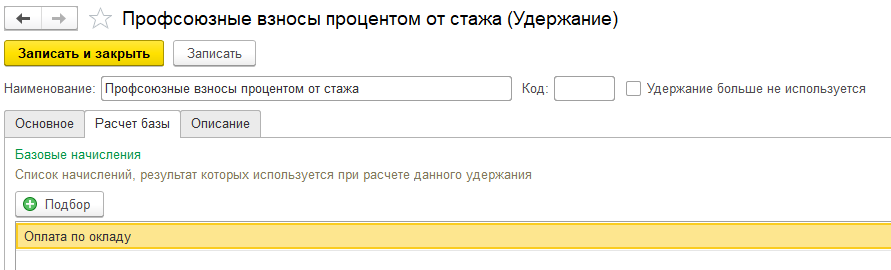 Профсоюзные взносы процентом от стажа (Удержание)
Записать и закрыть Записать
Наименование: Профсоюзные взносы процентом от стажа Код: Удержание больше не используется
Основное Расчет базы Описание
Базовые начисления
Список начислений, результат которых используется при расчете данного удержания
Подбор
Оплата по окладу